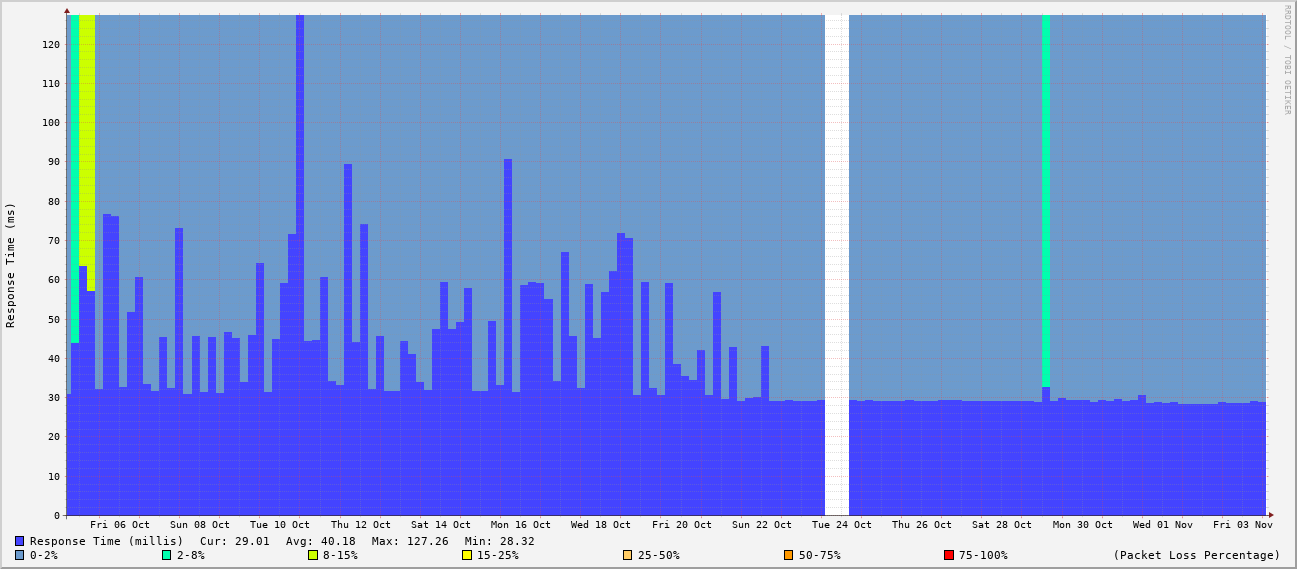 RRDTOOL / TOBI OETIKER
Response Time (ms)
120
110
100
90
80
70
60
50
40
30
20
10
0
Fri 06 Oct Sun 08 Oct Tue 10 Oct Thu 12 Oct Sat 14 Oct Mon 16 Oct Wed 18 Oct Fri 20 Oct Sun 22 Oct Tue 24 Oct Thu 26 Oct Sat 28 Oct Mon 30 Oct Wed 01 Nov Fri 03 Nov
Response Time (millis) Cur: 29.01 Avg: 40.18 Max: 127.26 Min: 28.32
0-2% 2-8% 8-15% 15-25% 25-50% 50-75% 75-100% (Packet Loss Percentage)